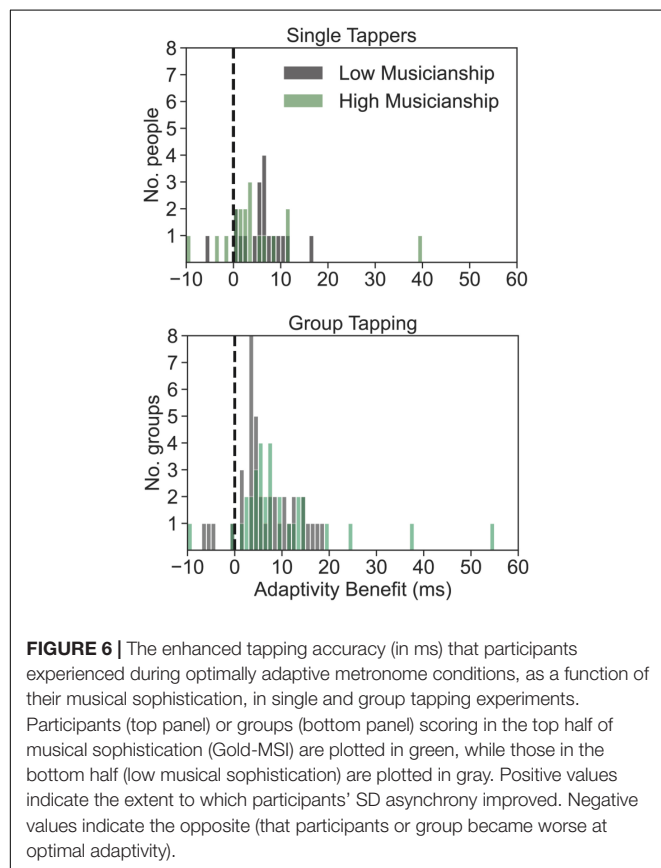 Single Tappers
8
7
6
5
4
3
2
1
No. people
Low Musicianship
High Musicianship
−10 0 10 20 30 40 50 60
Group Tapping
8
7
6
5
4
3
2
1
No. groups
−10 0 10 20 30 40 50 60
Adaptivity Benefit (ms)
FIGURE 6 | The enhanced tapping accuracy (in ms) that participants
experienced during optimally adaptive metronome conditions, as a function of
their musical sophistication, in single and group tapping experiments.
Participants (top panel) or groups (bottom panel) scoring in the top half of
musical sophistication (Gold-MSI) are plotted in green, while those in the
bottom half (low musical sophistication) are plotted in gray. Positive values
indicate the extent to which participants’ SD asynchrony improved. Negative
values indicate the opposite (that participants or group became worse at
optimal adaptivity).